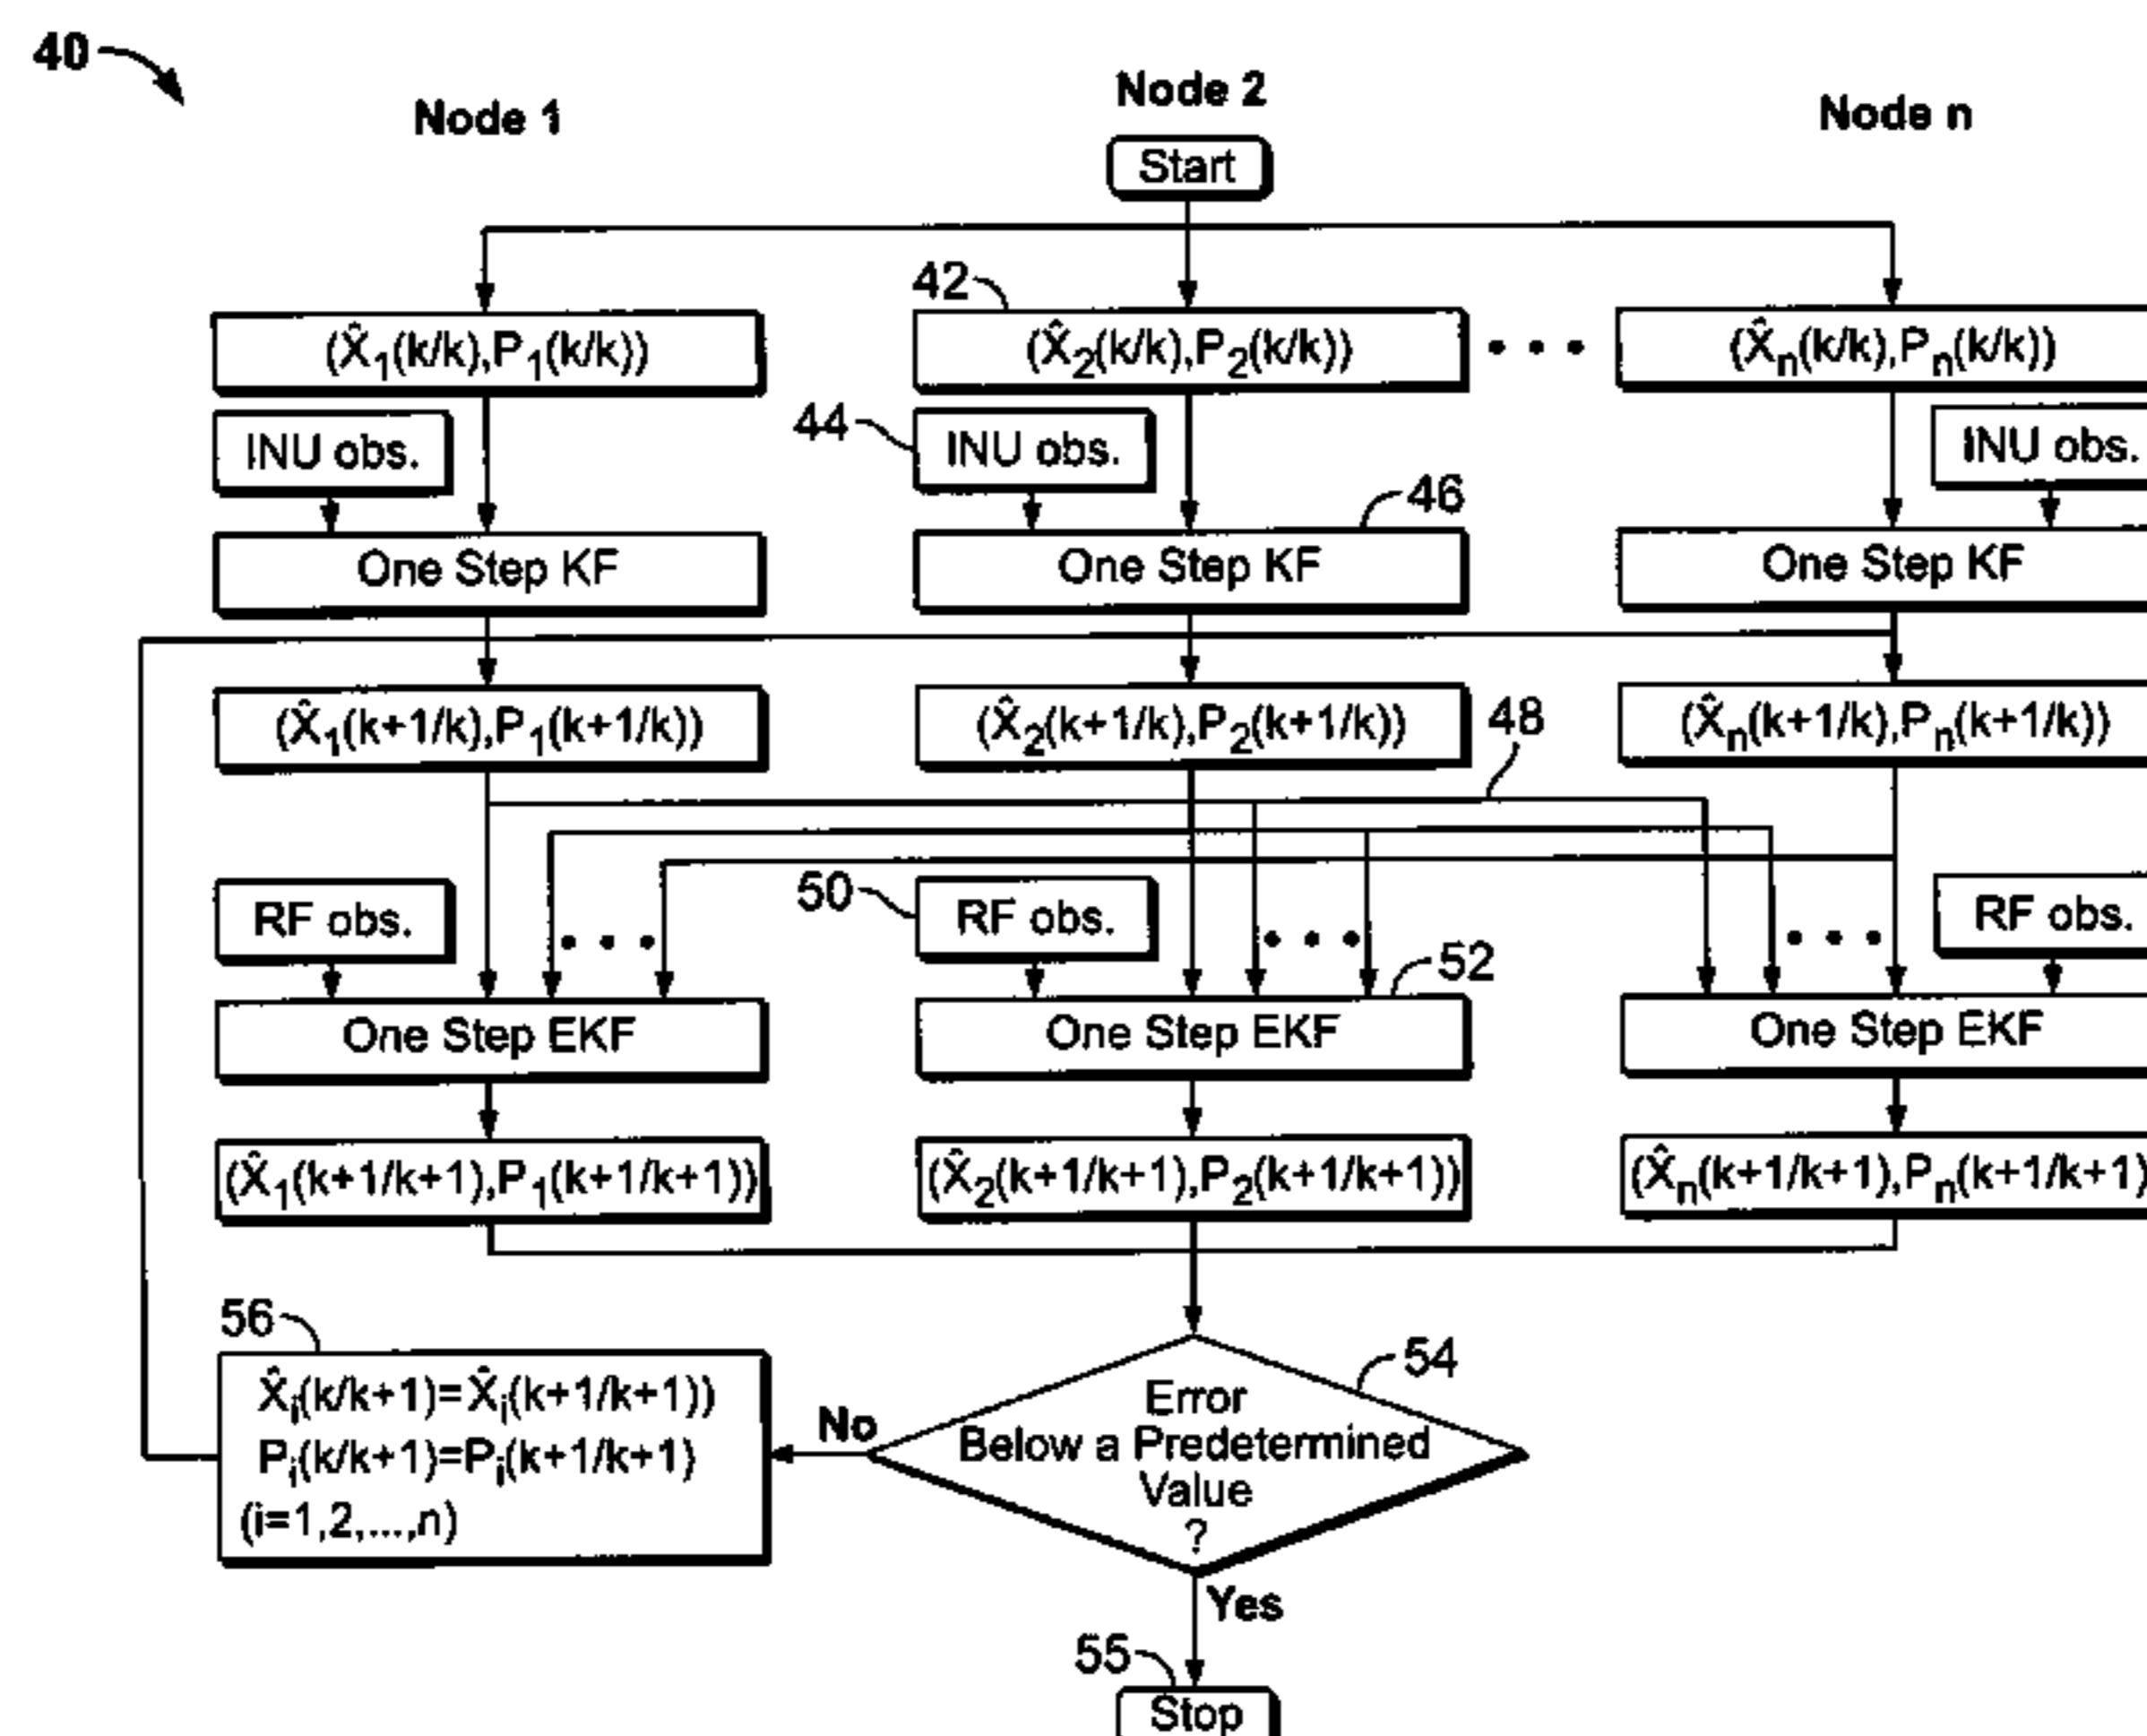 40
Node 1
Node 2
Node n
Start
42
(X̂₁(k/k),P₁(k/k))
(X̂₂(k/k),P₂(k/k))
• • •
(X̂ₙ(k/k),Pₙ(k/k))
INU obs.
44
INU obs.
INU obs.
46
One Step KF
One Step KF
One Step KF
(X̂₁(k+1/k),P₁(k+1/k))
(X̂₂(k+1/k),P₂(k+1/k))
48
(X̂ₙ(k+1/k),Pₙ(k+1/k))
RF obs.
• • •
50
RF obs.
• • •
• • •
RF obs.
52
One Step EKF
One Step EKF
One Step EKF
(X̂₁(k+1/k+1),P₁(k+1/k+1))
(X̂₂(k+1/k+1),P₂(k+1/k+1))
(X̂ₙ(k+1/k+1),Pₙ(k+1/k+1)
56
X̂ᵢ(k/k+1)=X̂ᵢ(k+1/k+1))
Pᵢ(k/k+1)=Pᵢ(k+1/k+1)
(i=1,2,...,n)
No
54
Error
Below a Predetermined
Value
?
Yes
55
Stop